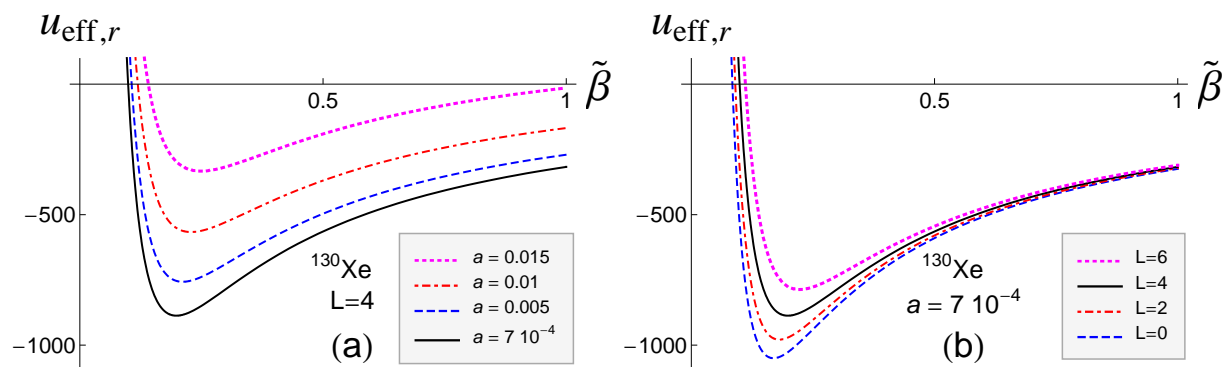 u_eff,r
β̃
0.5
1
−500
−1000
¹³⁰Xe
L=4
(a)
a = 0.015
a = 0.01
a = 0.005
a = 7 10⁻⁴
u_eff,r
β̃
0.5
1
−500
−1000
¹³⁰Xe
a = 7 10⁻⁴
(b)
L=6
L=4
L=2
L=0